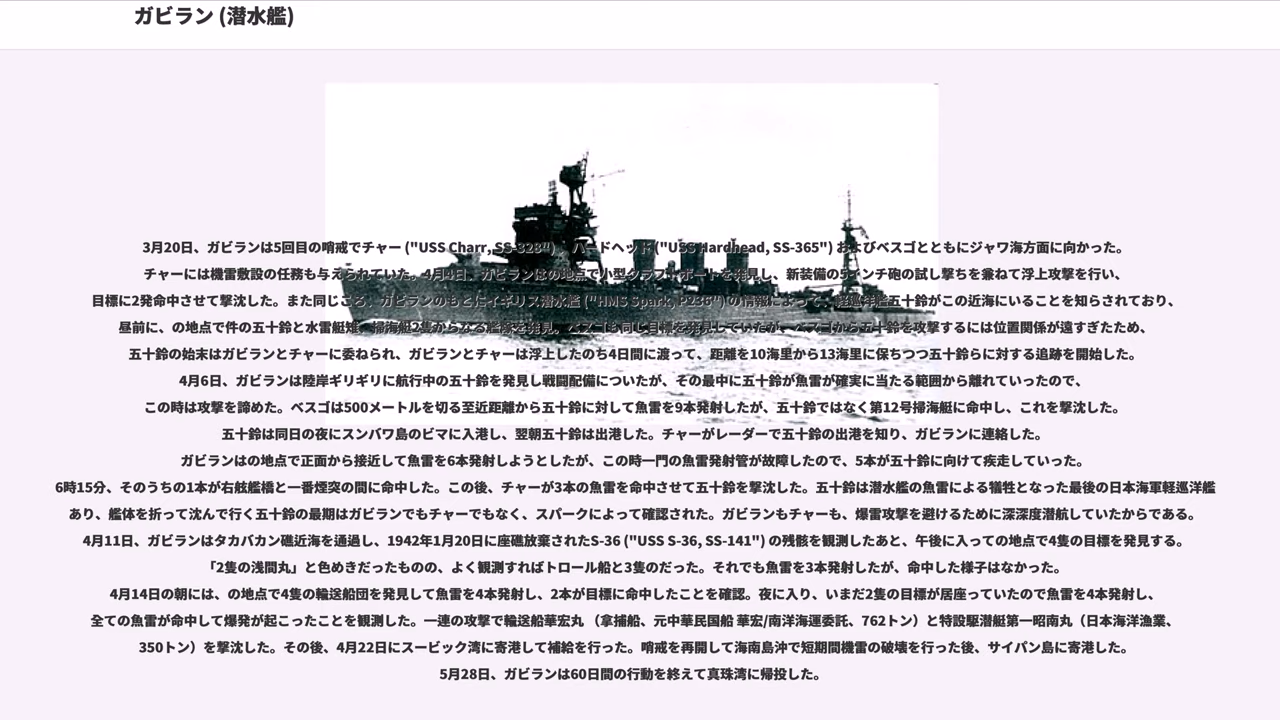 ガビラン (潜水艦)
3月20日、ガビランは5回目の哨戒でチャー ("USS Charr, SS-328") 、ハードヘッド ("USS Hardhead, SS-365") およびベスゴとともにジャワ海方面に向かった。
チャーには機雷敷設の任務も与えられていた。4月4日、ガビランはの地点で小型クラフトボートを発見し、新装備の5インチ砲の試し撃ちを兼ねて浮上攻撃を行い、
目標に2発命中させて撃沈した。また同じころ、ガビランのもとにイギリス潜水艦 ("HMS Spark, P236") の情報によって、軽巡洋艦五十鈴がこの近海にいることを知らされており、
昼前に、の地点で件の五十鈴と水雷艇雉、掃海艇2隻からなる艦隊を発見。ベスゴも同じ目標を発見していたが、ベスゴから五十鈴を攻撃するには位置関係が遠すぎたため、
五十鈴の始末はガビランとチャーに委ねられ、ガビランとチャーは浮上したのち4日間に渡って、距離を10海里から13海里に保ちつつ五十鈴らに対する追跡を開始した。
4月6日、ガビランは陸岸ギリギリに航行中の五十鈴を発見し戦闘配備についたが、その最中に五十鈴が魚雷が確実に当たる範囲から離れていったので、
この時は攻撃を諦めた。ベスゴは500メートルを切る至近距離から五十鈴に対して魚雷を9本発射したが、五十鈴ではなく第12号掃海艇に命中し、これを撃沈した。
五十鈴は同日の夜にスンバワ島のビマに入港し、翌朝五十鈴は出港した。チャーがレーダーで五十鈴の出港を知り、ガビランに連絡した。
ガビランはの地点で正面から接近して魚雷を6本発射しようとしたが、この時一門の魚雷発射管が故障したので、5本が五十鈴に向けて疾走していった。
6時15分、そのうちの1本が右舷艦橋と一番煙突の間に命中した。この後、チャーが3本の魚雷を命中させて五十鈴を撃沈した。五十鈴は潜水艦の魚雷による犠牲となった最後の日本海軍軽巡洋艦
あり、艦体を折って沈んで行く五十鈴の最期はガビランでもチャーでもなく、スパークによって確認された。ガビランもチャーも、爆雷攻撃を避けるために深深度潜航していたからである。
4月11日、ガビランはタカバカン礁近海を通過し、1942年1月20日に座礁放棄されたS-36 ("USS S-36, SS-141") の残骸を観測したあと、午後に入っての地点で4隻の目標を発見する。
「2隻の浅間丸」と色めきだったものの、よく観測すればトロール船と3隻のだった。それでも魚雷を3本発射したが、命中した様子はなかった。
4月14日の朝には、の地点で4隻の輸送船団を発見して魚雷を4本発射し、2本が目標に命中したことを確認。夜に入り、いまだ2隻の目標が居座っていたので魚雷を4本発射し、
全ての魚雷が命中して爆発が起こったことを観測した。一連の攻撃で輸送船華宏丸 （拿捕船、元中華民国船 華宏/南洋海運委託、762トン）と特設駆潜艇第一昭南丸（日本海洋漁業、
350トン）を撃沈した。その後、4月22日にスービック湾に寄港して補給を行った。哨戒を再開して海南島沖で短期間機雷の破壊を行った後、サイパン島に寄港した。
5月28日、ガビランは60日間の行動を終えて真珠湾に帰投した。